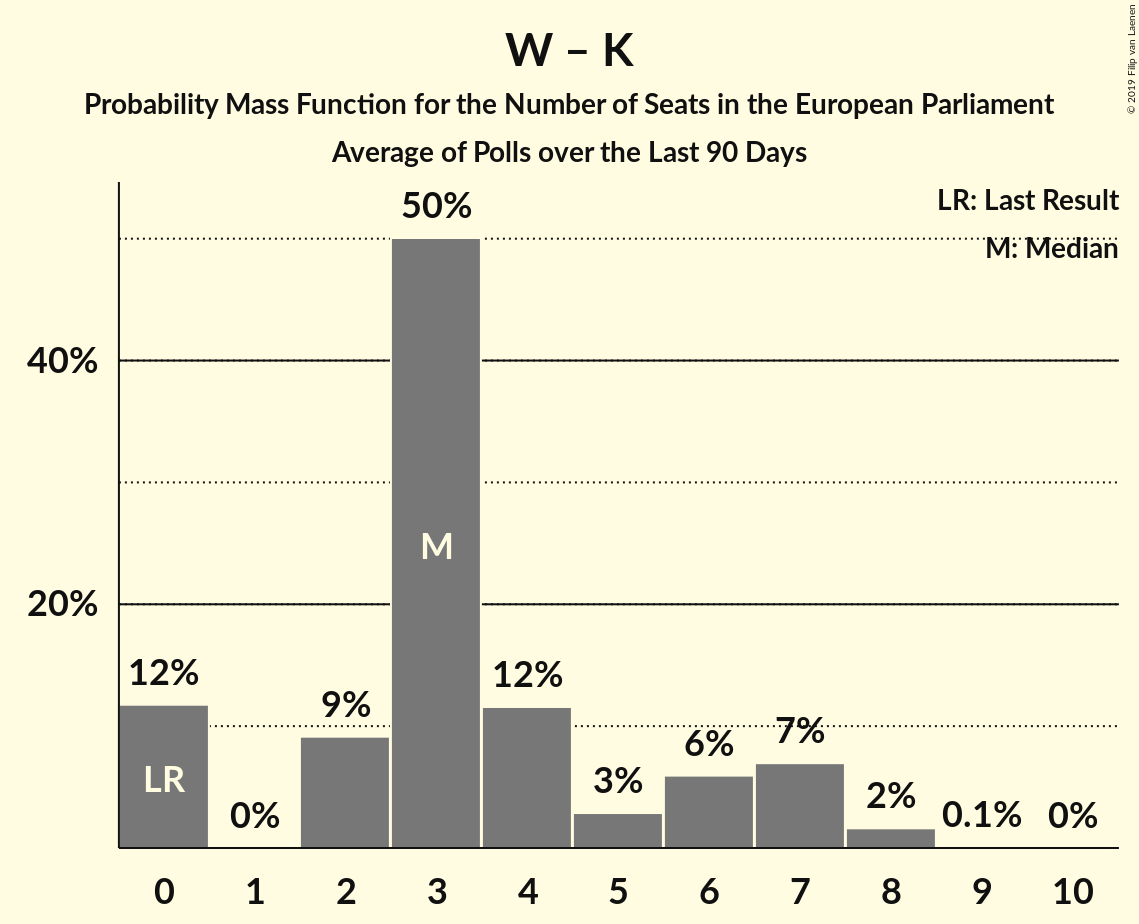 W – K
Probability Mass Function for the Number of Seats in the European Parliament
Average of Polls over the Last 90 Days
© 2019 Filip van Laenen
LR: Last Result
M: Median
50%
40%
M
20%
12%
9%
12%
3%
6%
7%
2%
0.1%
0%
LR
0%
0 1 2 3 4 5 6 7 8 9 10